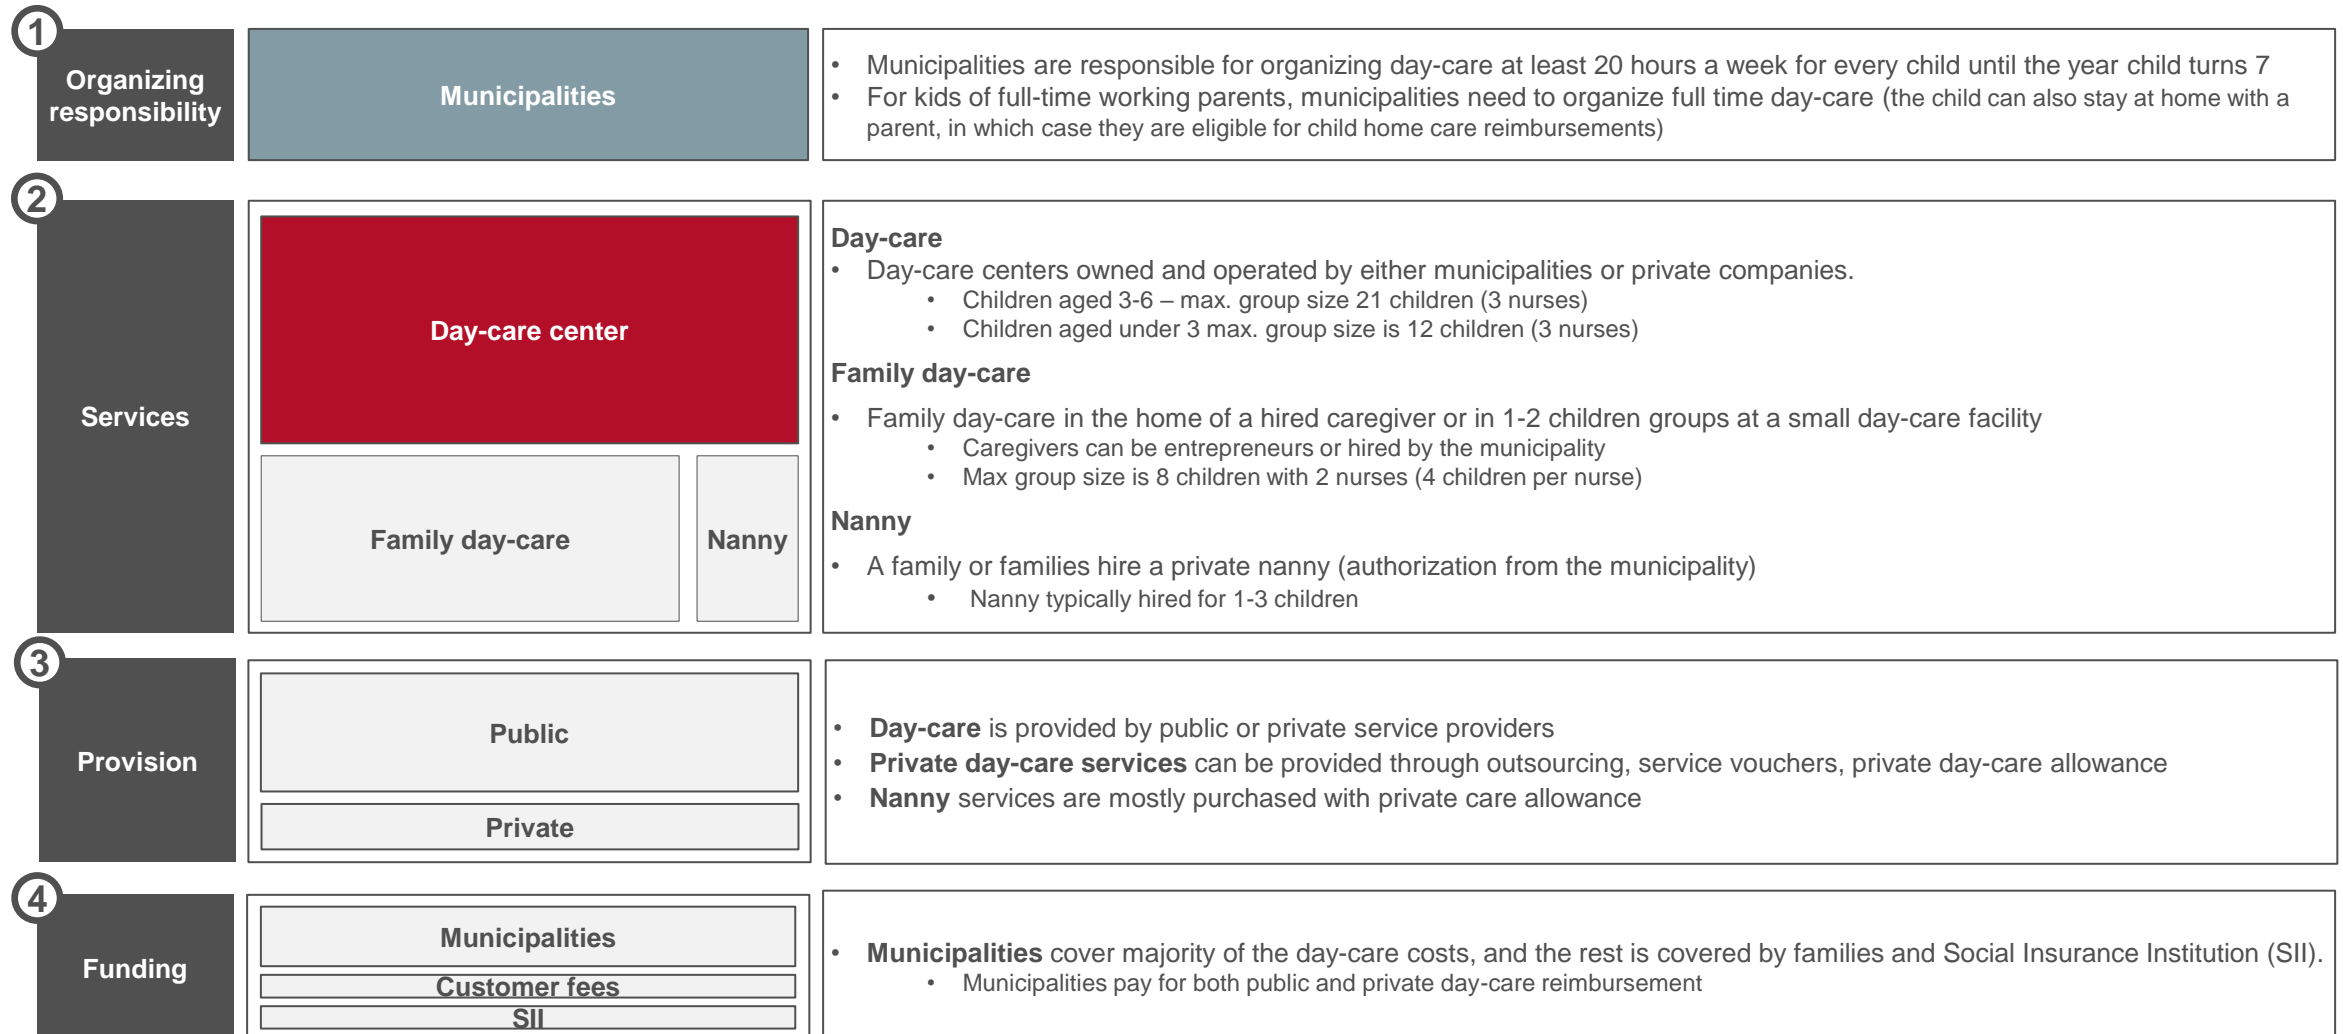 1
Organizing
responsibility
Municipalities
• Municipalities are responsible for organizing day-care at least 20 hours a week for every child until the year child turns 7
• For kids of full-time working parents, municipalities need to organize full time day-care (the child can also stay at home with a
parent, in which case they are eligible for child home care reimbursements)
2
Services
Day-care center
Family day-care
Nanny
Day-care
• Day-care centers owned and operated by either municipalities or private companies.
• Children aged 3-6 – max. group size 21 children (3 nurses)
• Children aged under 3 max. group size is 12 children (3 nurses)
Family day-care
• Family day-care in the home of a hired caregiver or in 1-2 children groups at a small day-care facility
• Caregivers can be entrepreneurs or hired by the municipality
• Max group size is 8 children with 2 nurses (4 children per nurse)
Nanny
• A family or families hire a private nanny (authorization from the municipality)
• Nanny typically hired for 1-3 children
3
Provision
Public
Private
• Day-care is provided by public or private service providers
• Private day-care services can be provided through outsourcing, service vouchers, private day-care allowance
• Nanny services are mostly purchased with private care allowance
4
Funding
Municipalities
Customer fees
SII
• Municipalities cover majority of the day-care costs, and the rest is covered by families and Social Insurance Institution (SII).
• Municipalities pay for both public and private day-care reimbursement